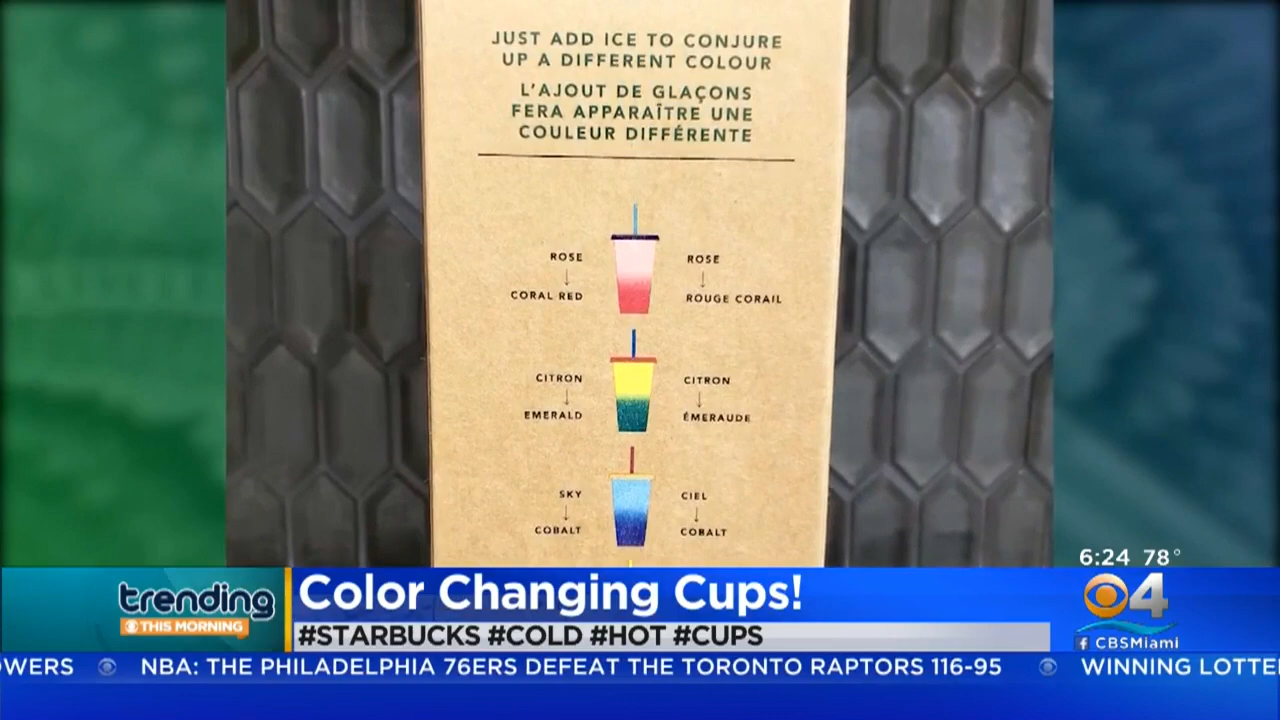 JUST ADD ICE TO CONJURE
UP A DIFFERENT COLOUR
L'AJOUT DE GLAÇONS
FERA APPARAÎTRE UNE
COULEUR DIFFÉRENTE
ROSE
↓
CORAL RED
ROSE
↓
ROUGE CORAIL
CITRON
↓
EMERALD
CITRON
↓
ÉMERAUDE
SKY
↓
COBALT
CIEL
↓
COBALT
6:24 78°
trending
THIS MORNING
Color Changing Cups!
#STARBUCKS #COLD #HOT #CUPS
4
f CBSMiami
OWERS
NBA: THE PHILADELPHIA 76ERS DEFEAT THE TORONTO RAPTORS 116-95
WINNING LOTTE